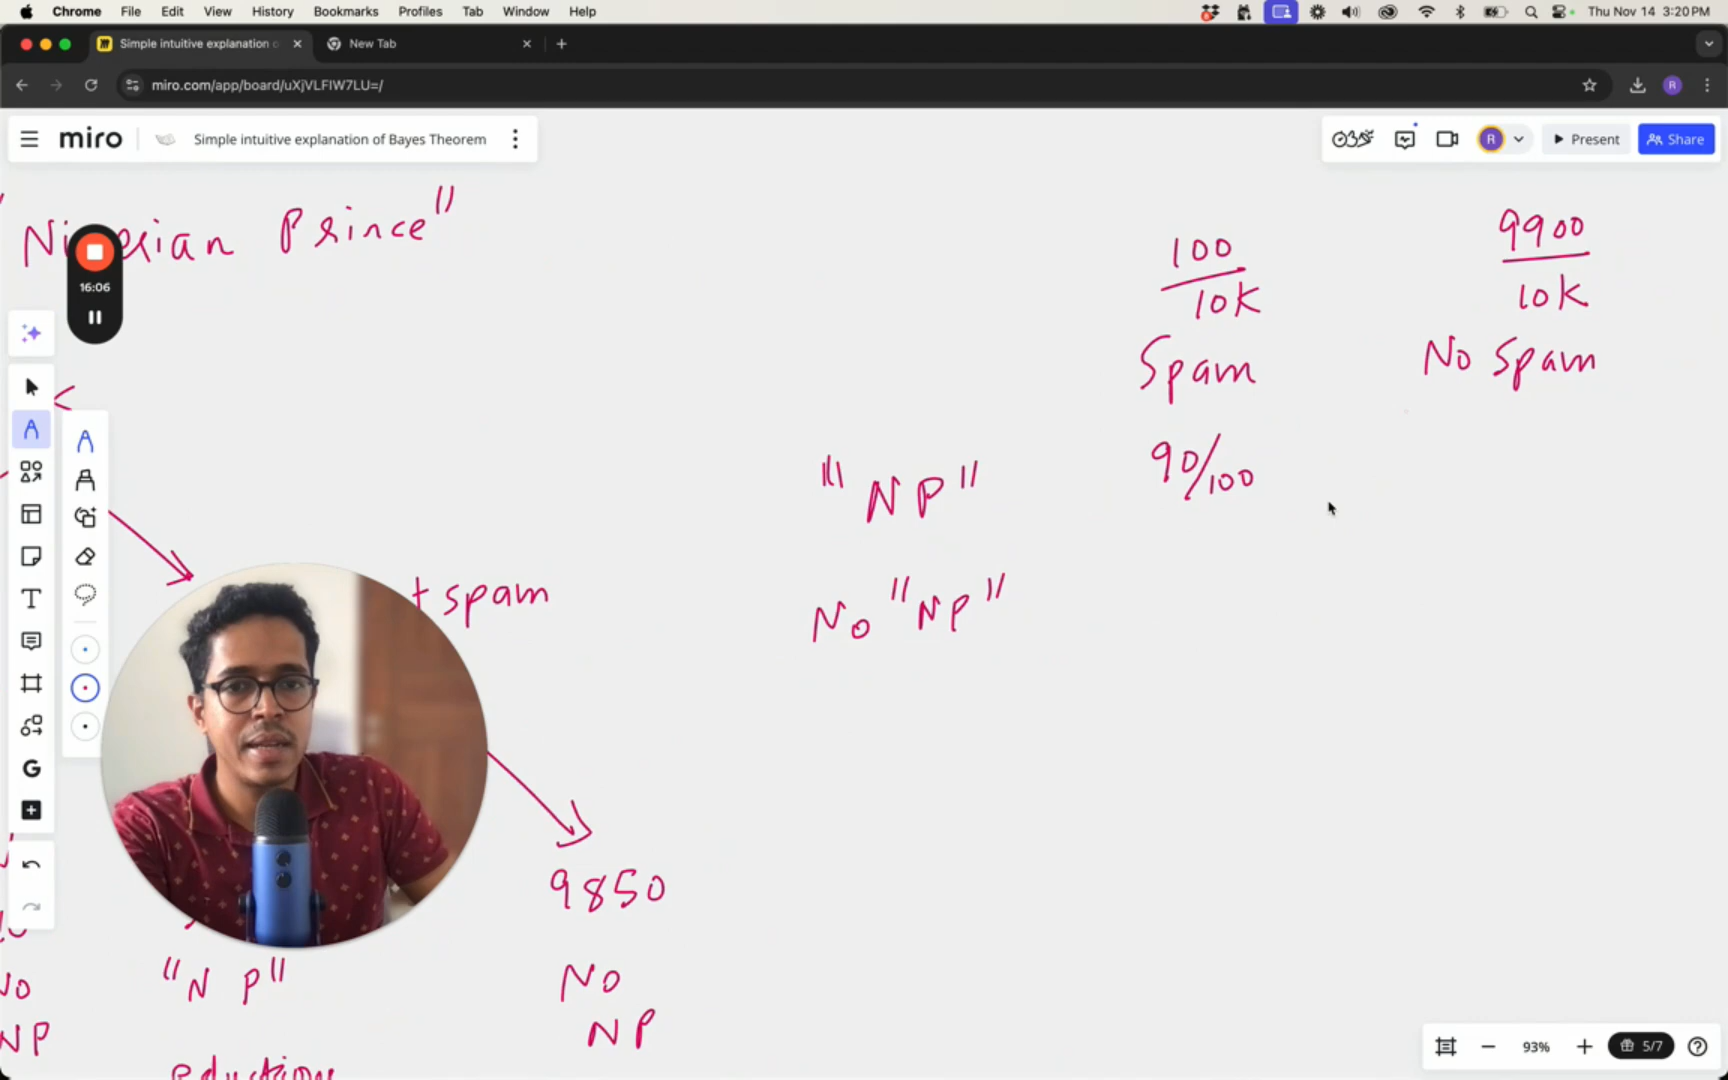 Chrome File Edit View History Bookmarks Profiles Tab Window Help Thu Nov 14 3:20 PM
Simple intuitive explanation o New Tab
miro.com/app/board/uXjVLFIW7LU=/ R
miro Simple intuitive explanation of Bayes Theorem R Present Share
Prince"
16:06
100/10K
Spam
9900/10K
No Spam
"NP"
90/100
No "NP"
spam
9850
No
NP
"NP"
No
NP
T
G
93% 5/7